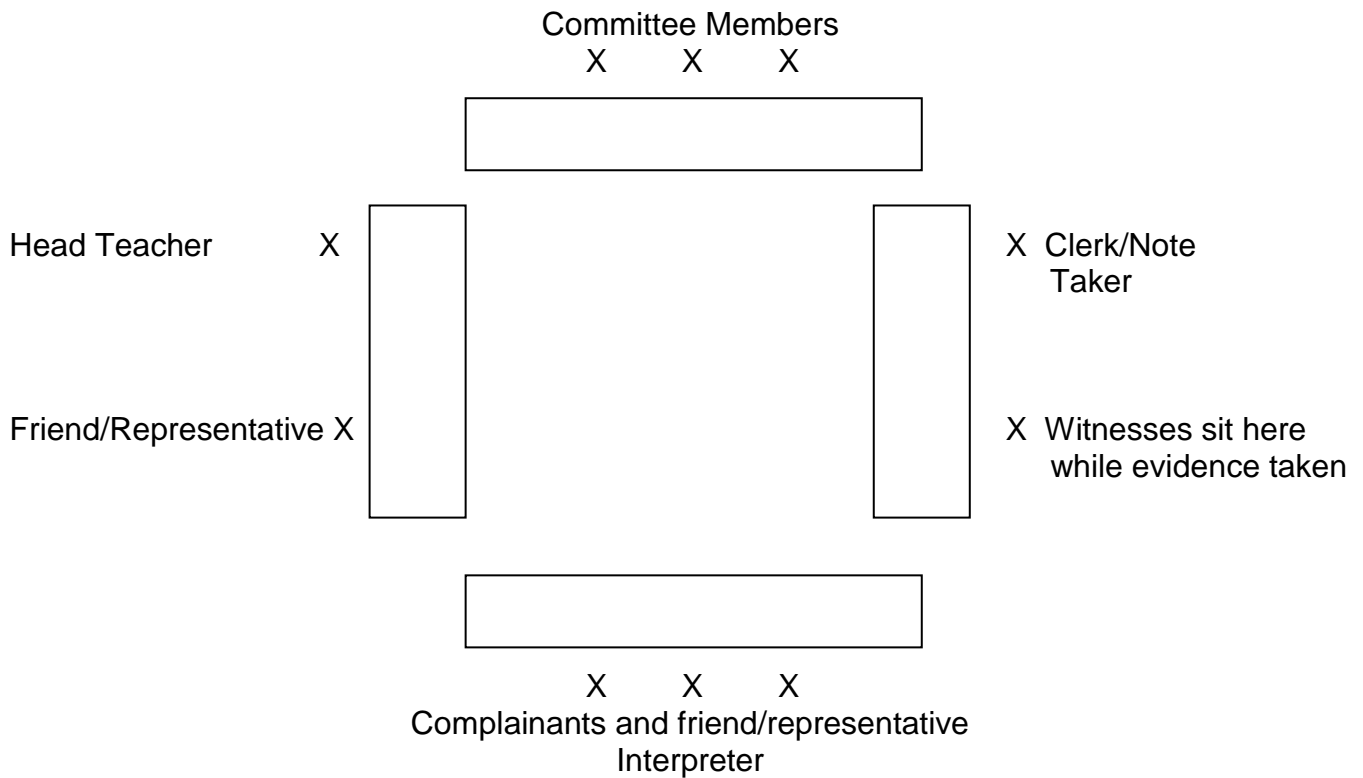 Committee Members
X X X
Head Teacher X
X Clerk/Note
Taker
Friend/Representative X
X Witnesses sit here
while evidence taken
X X X
Complainants and friend/representative
Interpreter